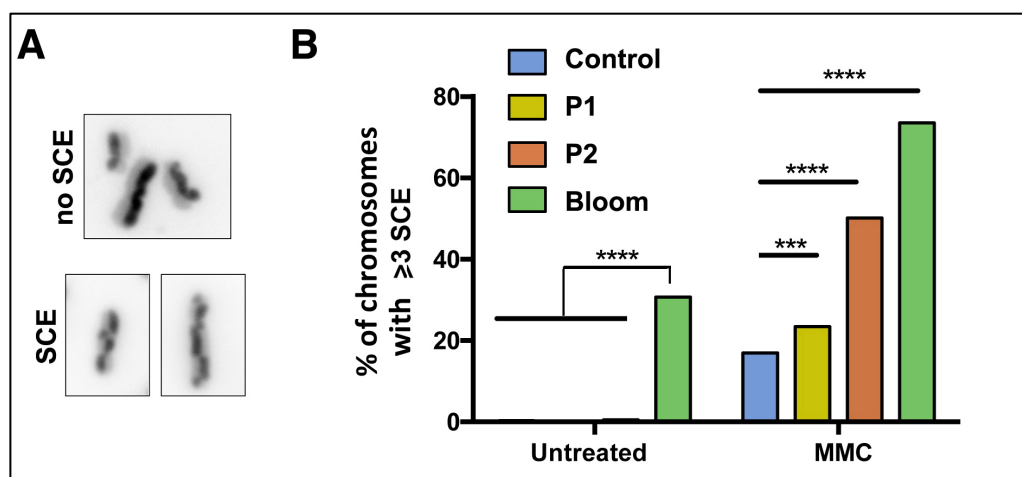 A
no SCE
SCE
B
Control
P1
P2
Bloom
% of chromosomes
with ≥3 SCE
80
60
40
20
0
****
****
****
***
Untreated
MMC